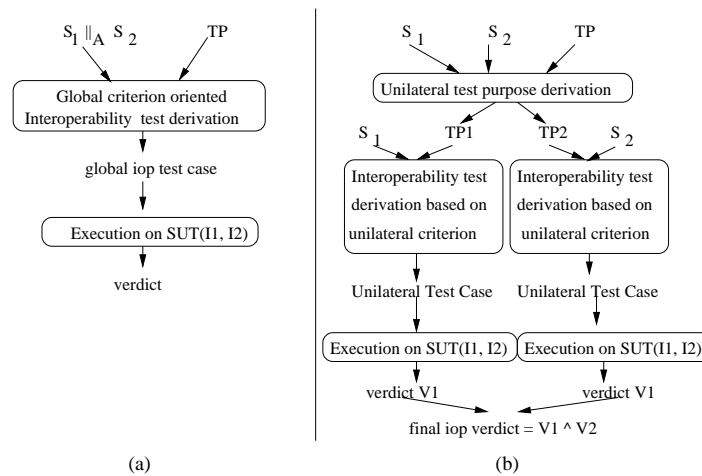 S1 ||A S2 TP
Global criterion oriented
Interoperability test derivation
global iop test case
Execution on SUT(I1, I2)
verdict
(a)
S1 S2 TP
Unilateral test purpose derivation
S1 TP1 TP2 S2
Interoperability test
derivation based on
unilateral criterion
Interoperability test
derivation based on
unilateral criterion
Unilateral Test Case
Unilateral Test Case
Execution on SUT(I1, I2)
Execution on SUT(I1, I2)
verdict V1
verdict V1
final iop verdict = V1 ^ V2
(b)